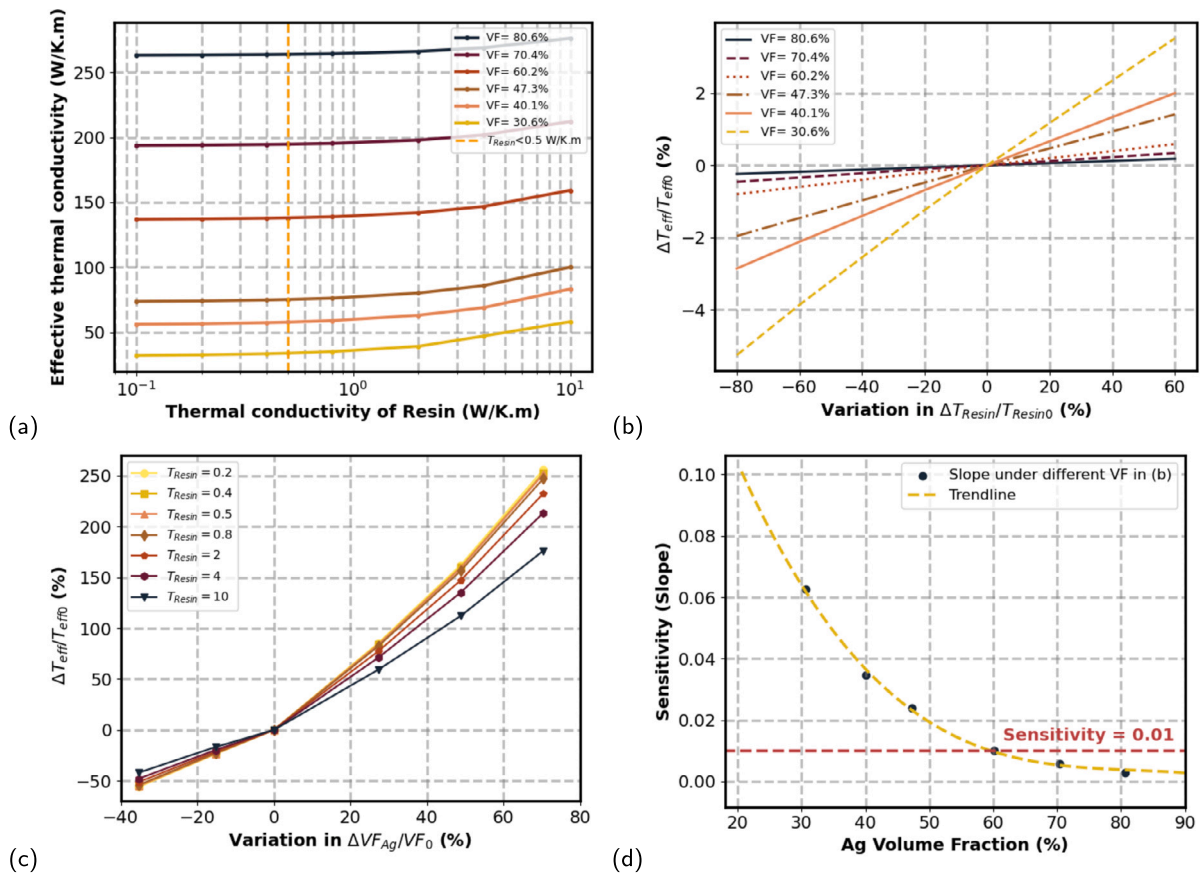 Effective thermal conductivity (W/K.m)
250
200
150
100
50
VF= 80.6%
VF= 70.4%
VF= 60.2%
VF= 47.3%
VF= 40.1%
VF= 30.6%
T_Resin<0.5 W/K.m
10⁻¹ 10⁰ 10¹
Thermal conductivity of Resin (W/K.m)
(a)
ΔT_eff/T_eff0 (%)
2
0
−2
−4
VF= 80.6%
VF= 70.4%
VF= 60.2%
VF= 47.3%
VF= 40.1%
VF= 30.6%
−80 −60 −40 −20 0 20 40 60
Variation in ΔT_Resin/T_Resin0 (%)
(b)
ΔT_eff/T_eff0 (%)
250
200
150
100
50
0
−50
T_Resin = 0.2
T_Resin = 0.4
T_Resin = 0.5
T_Resin = 0.8
T_Resin = 2
T_Resin = 4
T_Resin = 10
−40 −20 0 20 40 60 80
Variation in ΔVF_Ag/VF_0 (%)
(c)
Sensitivity (Slope)
0.10
0.08
0.06
0.04
0.02
0.00
Slope under different VF in (b)
Trendline
Sensitivity = 0.01
20 30 40 50 60 70 80 90
Ag Volume Fraction (%)
(d)